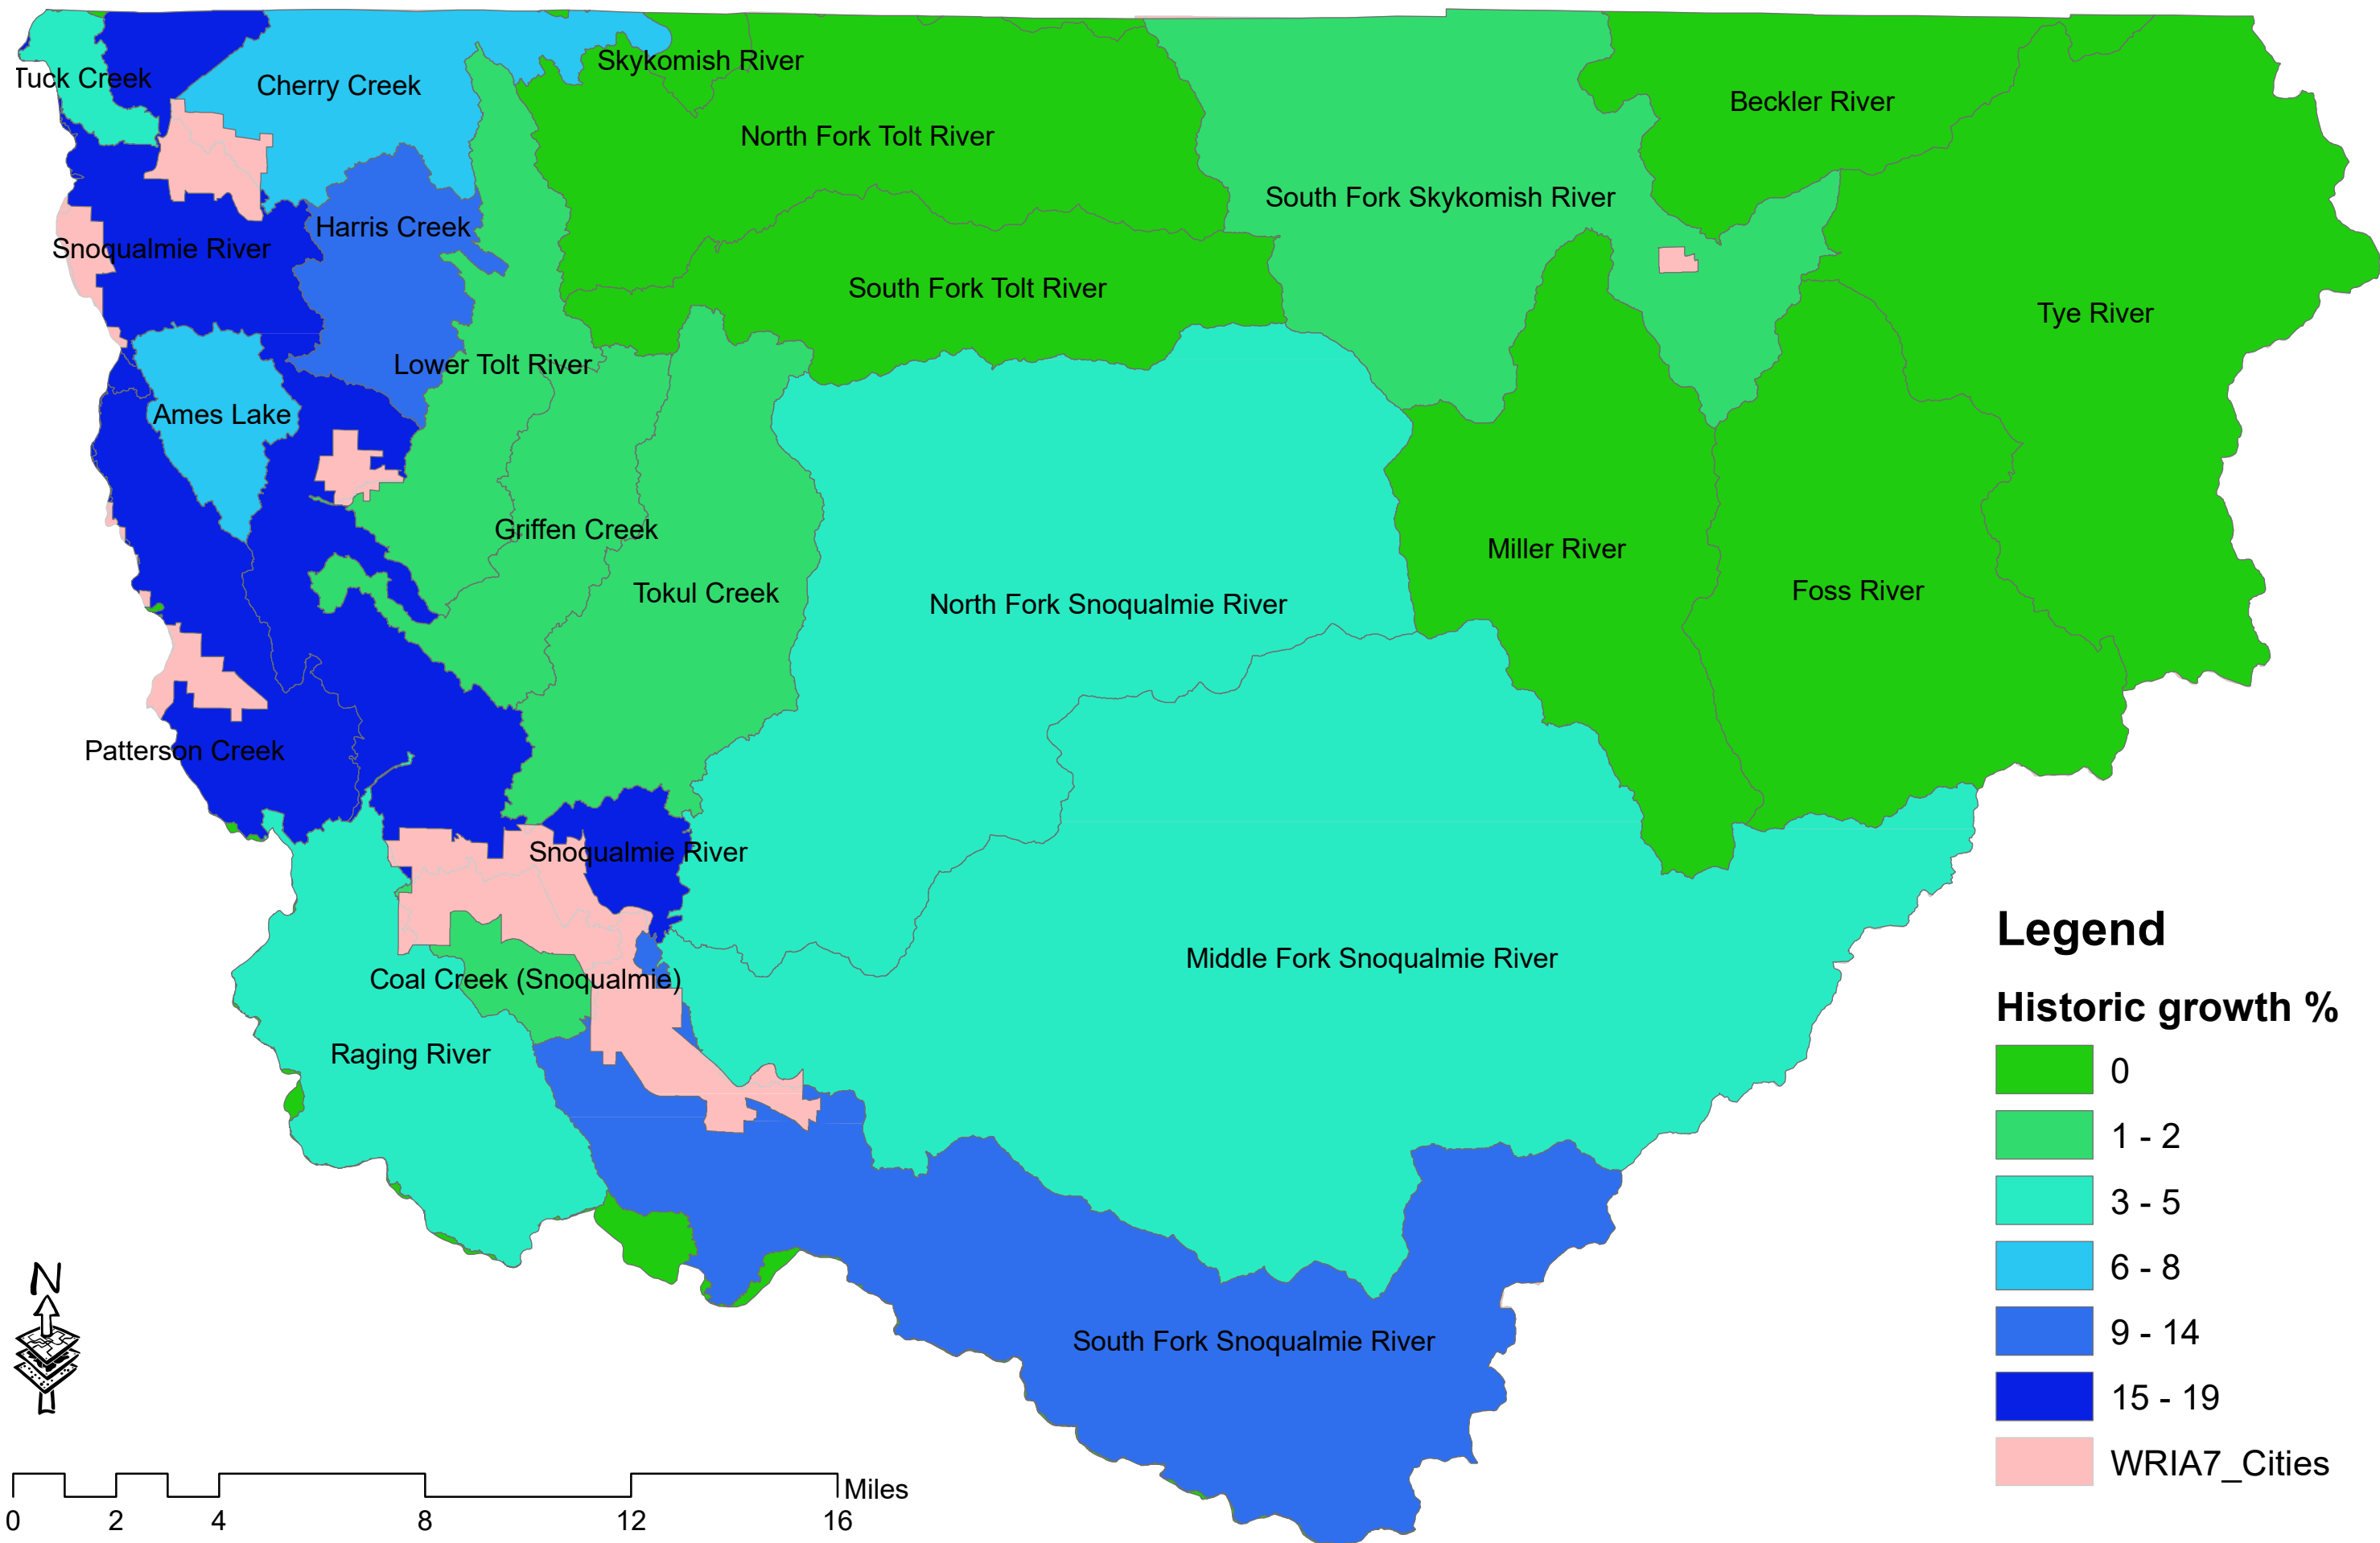 Skykomish River
Tuck Creek
Cherry Creek
Beckler River
North Fork Tolt River
South Fork Skykomish River
Harris Creek
Snoqualmie River
South Fork Tolt River
Tye River
Lower Tolt River
Ames Lake
Griffen Creek
Miller River
Tokul Creek
Foss River
North Fork Snoqualmie River
Patterson Creek
Snoqualmie River
Middle Fork Snoqualmie River
Coal Creek (Snoqualmie)
Raging River
South Fork Snoqualmie River
Legend
Historic growth %
0
1 - 2
3 - 5
6 - 8
9 - 14
15 - 19
WRIA7_Cities
N
Miles
0 2 4 8 12 16